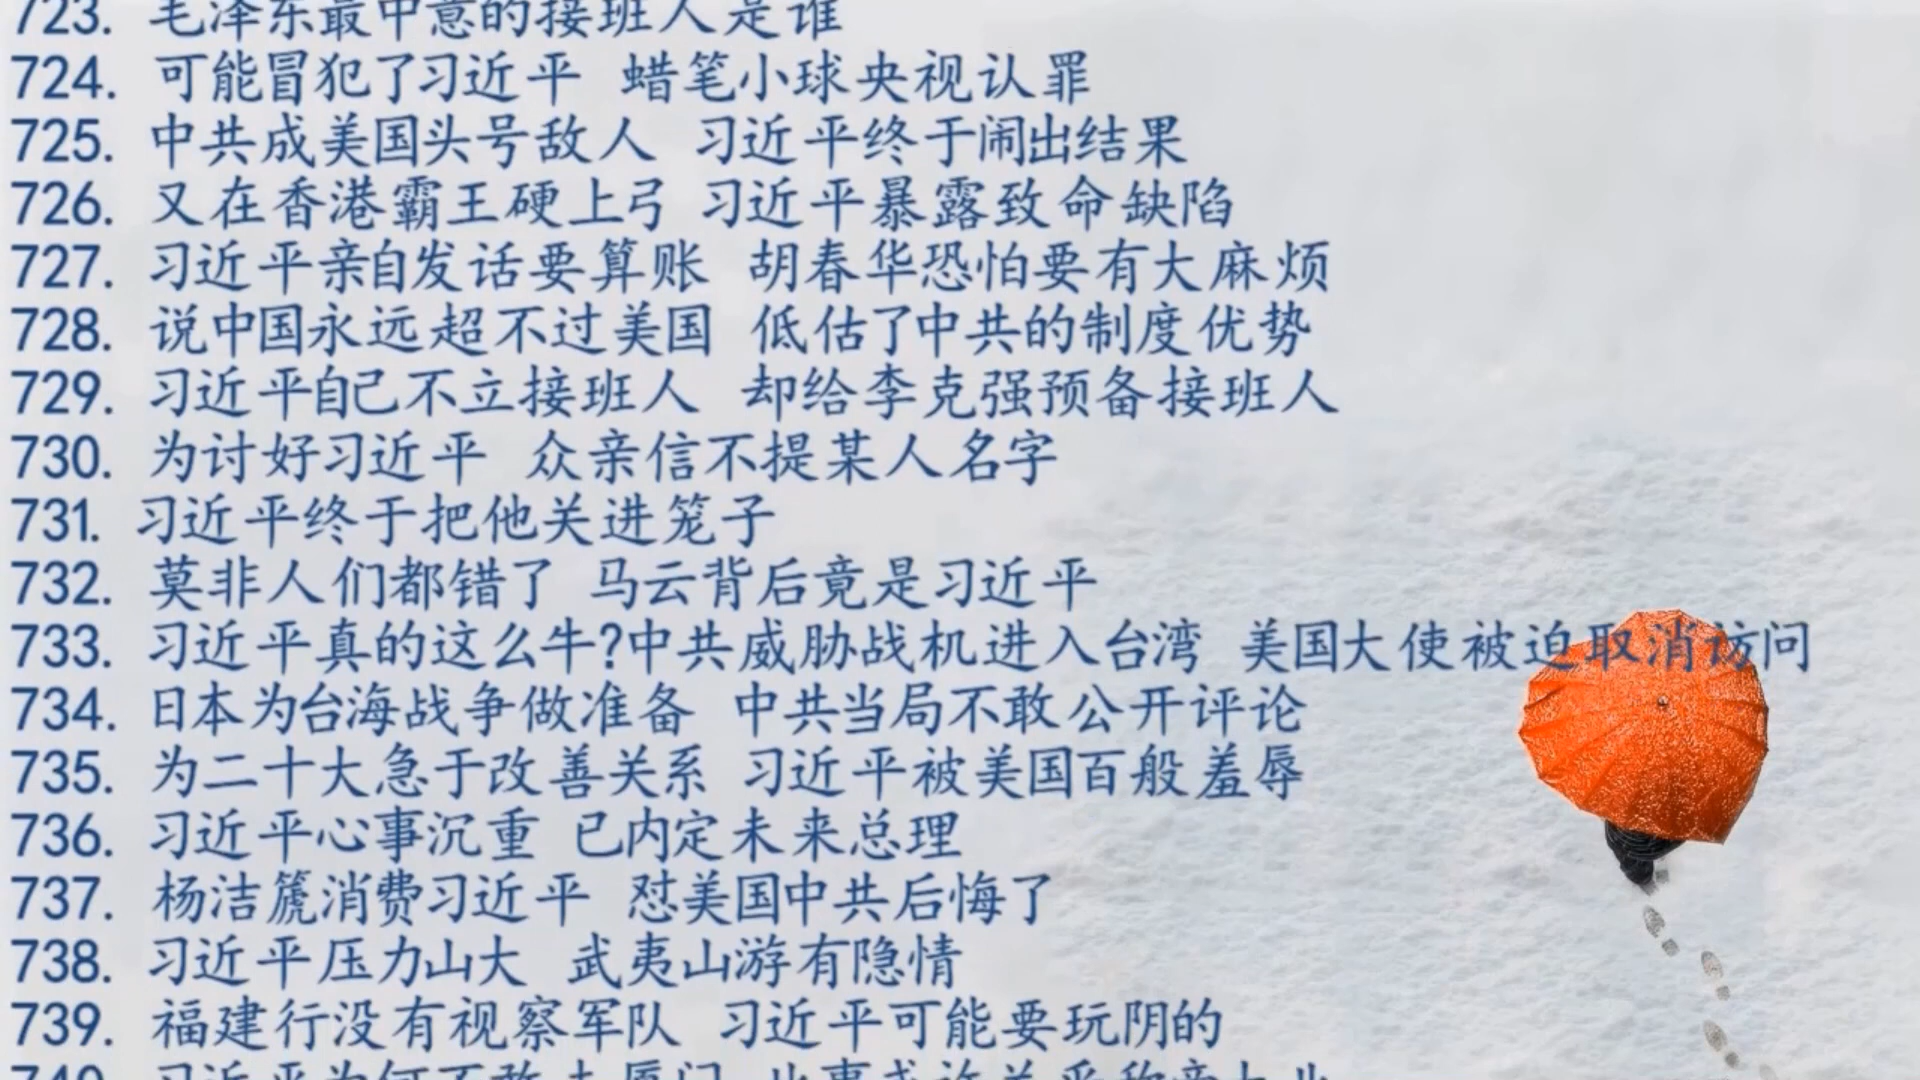 723. 毛泽东最中意的接班人是谁
724. 可能冒犯了习近平 蜡笔小球央视认罪
725. 中共成美国头号敌人 习近平终于闹出结果
726. 又在香港霸王硬上弓 习近平暴露致命缺陷
727. 习近平亲自发话要算账 胡春华恐怕要有大麻烦
728. 说中国永远超不过美国 低估了中共的制度优势
729. 习近平自己不立接班人 却给李克强预备接班人
730. 为讨好习近平 众亲信不提某人名字
731. 习近平终于把他关进笼子
732. 莫非人们都错了 马云背后竟是习近平
733. 习近平真的这么牛?中共威胁战机进入台湾 美国大使被迫取消访问
734. 日本为台海战争做准备 中共当局不敢公开评论
735. 为二十大急于改善关系 习近平被美国百般羞辱
736. 习近平心事沉重 已内定未来总理
737. 杨洁篪消费习近平 怼美国中共后悔了
738. 习近平压力山大 武夷山游有隐情
739. 福建行没有视察军队 习近平可能要玩阴的
740. 习近平为何不敢去厦门